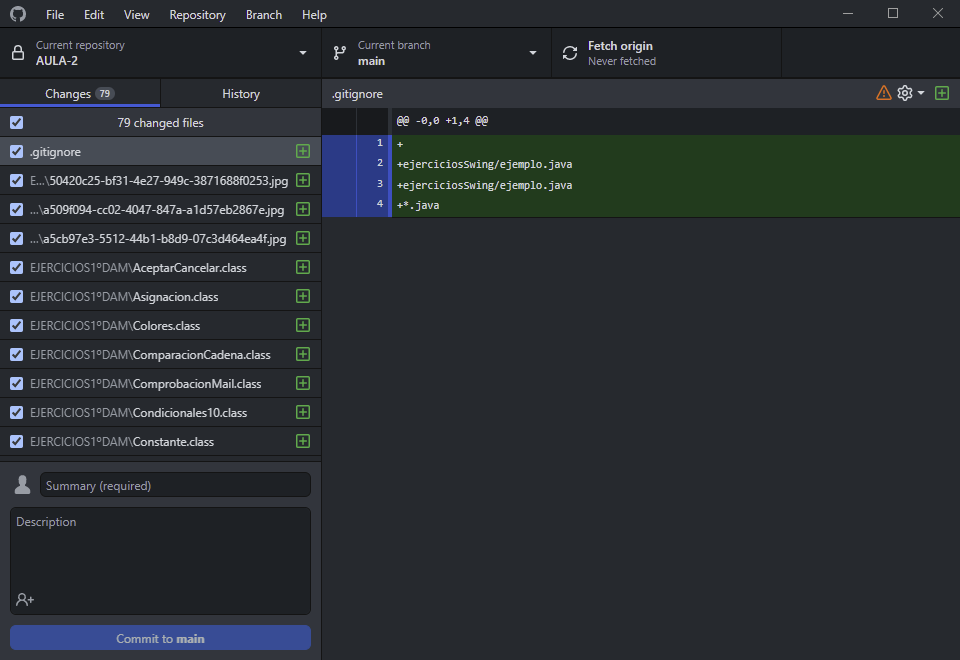 File Edit View Repository Branch Help
Current repository
AULA-2
Current branch
main
Fetch origin
Never fetched
Changes 79
History
.gitignore
79 changed files
@@ -0,0 +1,4 @@
.gitignore
E...\50420c25-bf31-4e27-949c-3871688f0253.jpg
...\a509f094-cc02-4047-847a-a1d57eb2867e.jpg
...\a5cb97e3-5512-44b1-b8d9-07c3d464ea4f.jpg
EJERCICIOS1ºDAM\AceptarCancelar.class
EJERCICIOS1ºDAM\Asignacion.class
EJERCICIOS1ºDAM\Colores.class
EJERCICIOS1ºDAM\ComparacionCadena.class
EJERCICIOS1ºDAM\ComprobacionMail.class
EJERCICIOS1ºDAM\Condicionales10.class
EJERCICIOS1ºDAM\Constante.class
1 +
2 +ejerciciosSwing/ejemplo.java
3 +ejerciciosSwing/ejemplo.java
4 +*.java
Summary (required)
Description
Commit to main